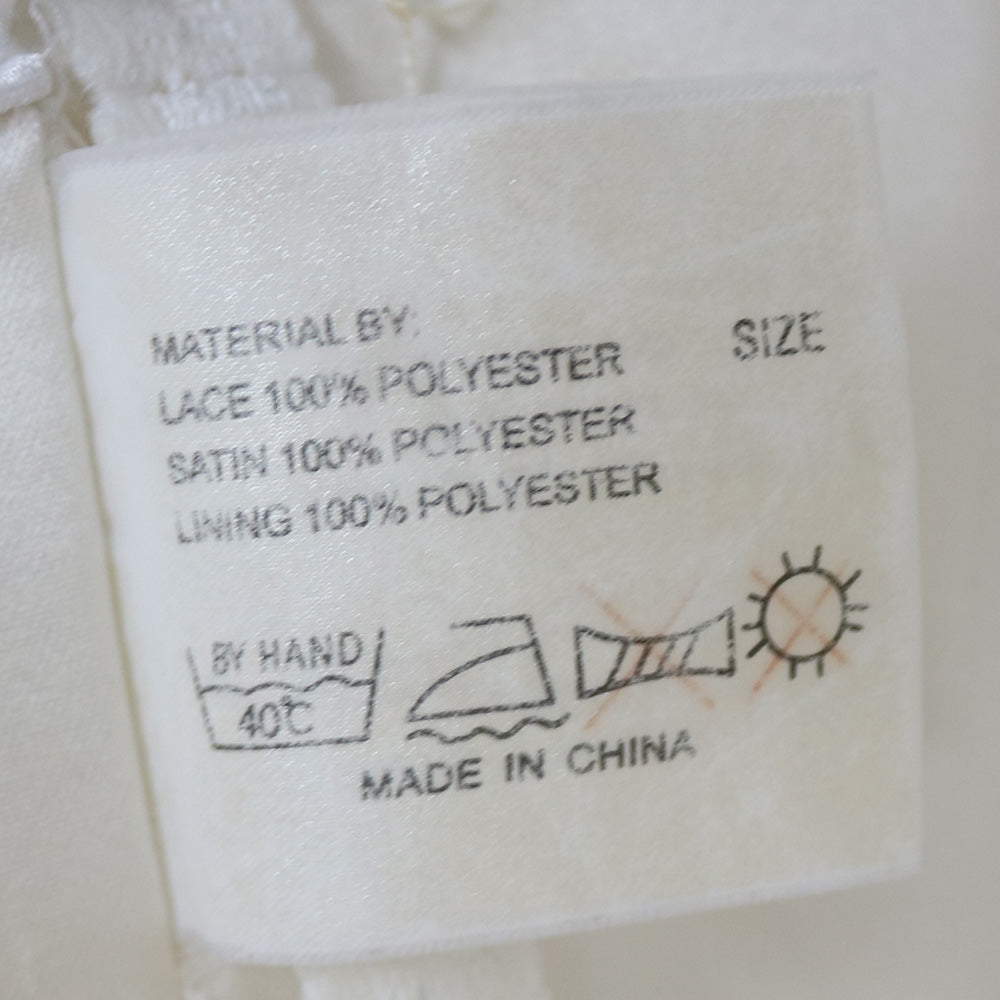 MATERIAL BY:
SIZE
LACE 100% POLYESTER
SATIN 100% POLYESTER
LINING 100% POLYESTER
BY HAND
40℃
MADE IN CHINA